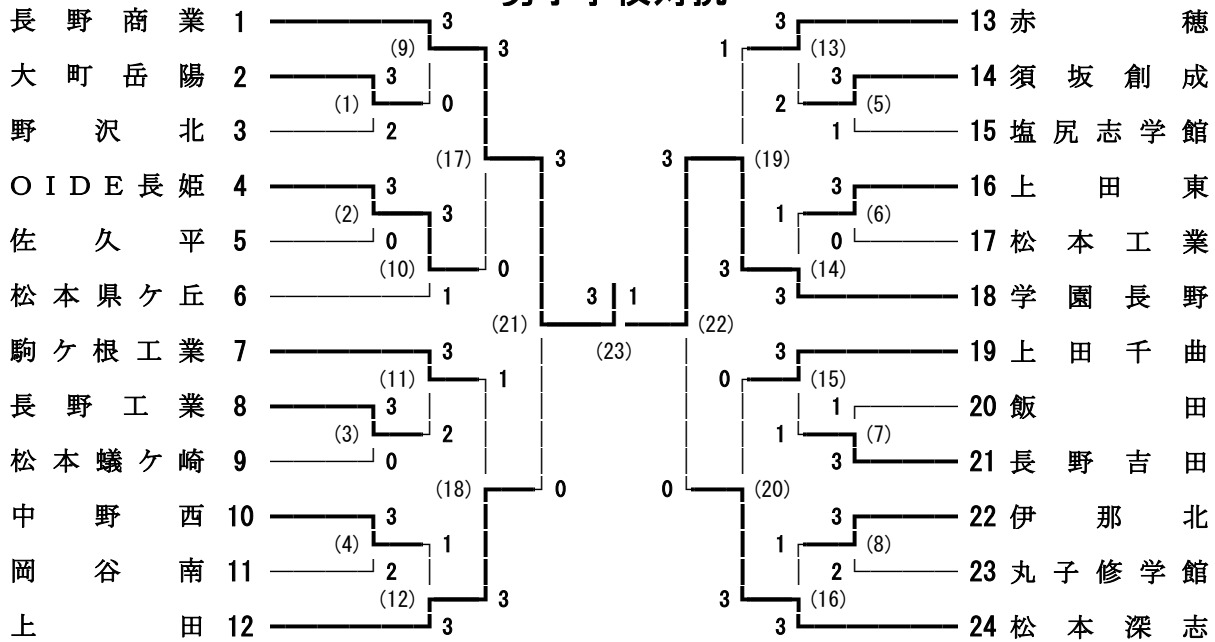 長野商業 1 3 3 13 赤穂
(9) 3 1 (13)
大町岳陽 2 3 3 14 須坂創成
(1) 0 2 (5)
野沢北 3 2 1 15 塩尻志学館
(17) 3 3 (19)
OIDE長姫 4 3 3 16 上田東
(2) 3 1 (6)
佐久平 5 0 0 17 松本工業
(10) 0 3 (14)
松本県ケ丘 6 1 3 1 3 18 学園長野
(21) (22)
(23)
駒ケ根工業 7 3 3 19 上田千曲
(11) 1 0 (15)
長野工業 8 3 1 20 飯田
(3) 2 1 (7)
松本蟻ケ崎 9 0 3 21 長野吉田
(18) 0 0 (20)
中野西 10 3 3 22 伊那北
(4) 1 1 (8)
岡谷南 11 2 2 23 丸子修学館
(12) 3 3 (16)
上田 12 3 3 24 松本深志